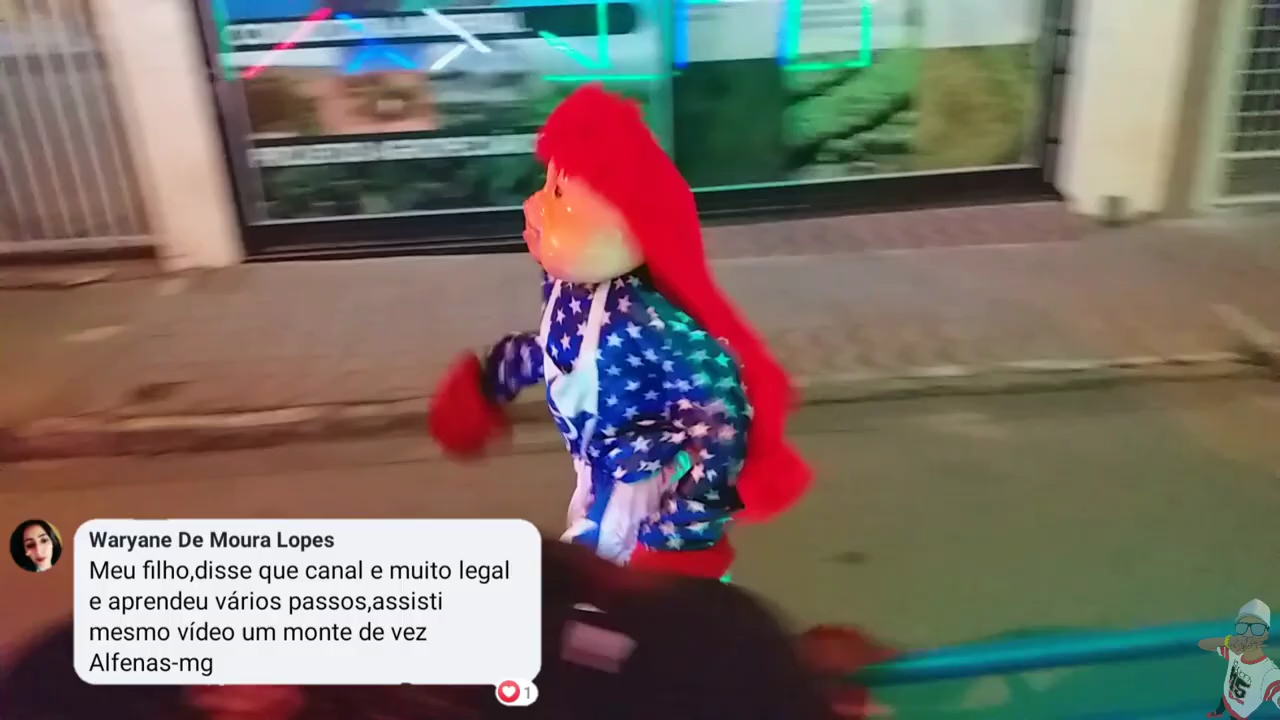 Waryane De Moura Lopes
Meu filho,disse que canal e muito legal
e aprendeu vários passos,assisti
mesmo vídeo um monte de vez
Alfenas-mg
1